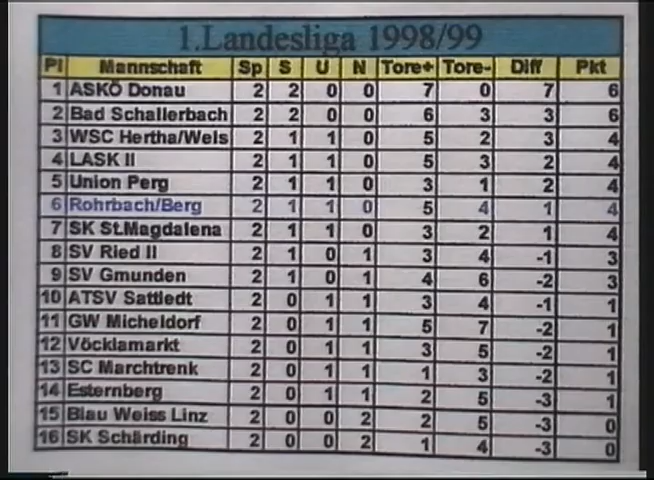 1.Landesliga 1998/99
Pl Mannschaft Sp S U N Tore+ Tore- Diff Pkt
1 ASKÖ Donau 2 2 0 0 7 0 7 6
2 Bad Schallerbach 2 2 0 0 6 3 3 6
3 WSC Hertha/Wels 2 1 1 0 5 2 3 4
4 LASK II 2 1 1 0 5 3 2 4
5 Union Perg 2 1 1 0 3 1 2 4
6 Rohrbach/Berg 2 1 1 0 5 4 1 4
7 SK St.Magdalena 2 1 1 0 3 2 1 4
8 SV Ried II 2 1 0 1 3 4 -1 3
9 SV Gmunden 2 1 0 1 4 6 -2 3
10 ATSV Sattledt 2 0 1 1 3 4 -1 1
11 GW Micheldorf 2 0 1 1 5 7 -2 1
12 Vöcklamarkt 2 0 1 1 3 5 -2 1
13 SC Marchtrenk 2 0 1 1 1 3 -2 1
14 Esternberg 2 0 1 1 2 5 -3 1
15 Blau Weiss Linz 2 0 0 2 2 5 -3 0
16 SK Schärding 2 0 0 2 1 4 -3 0